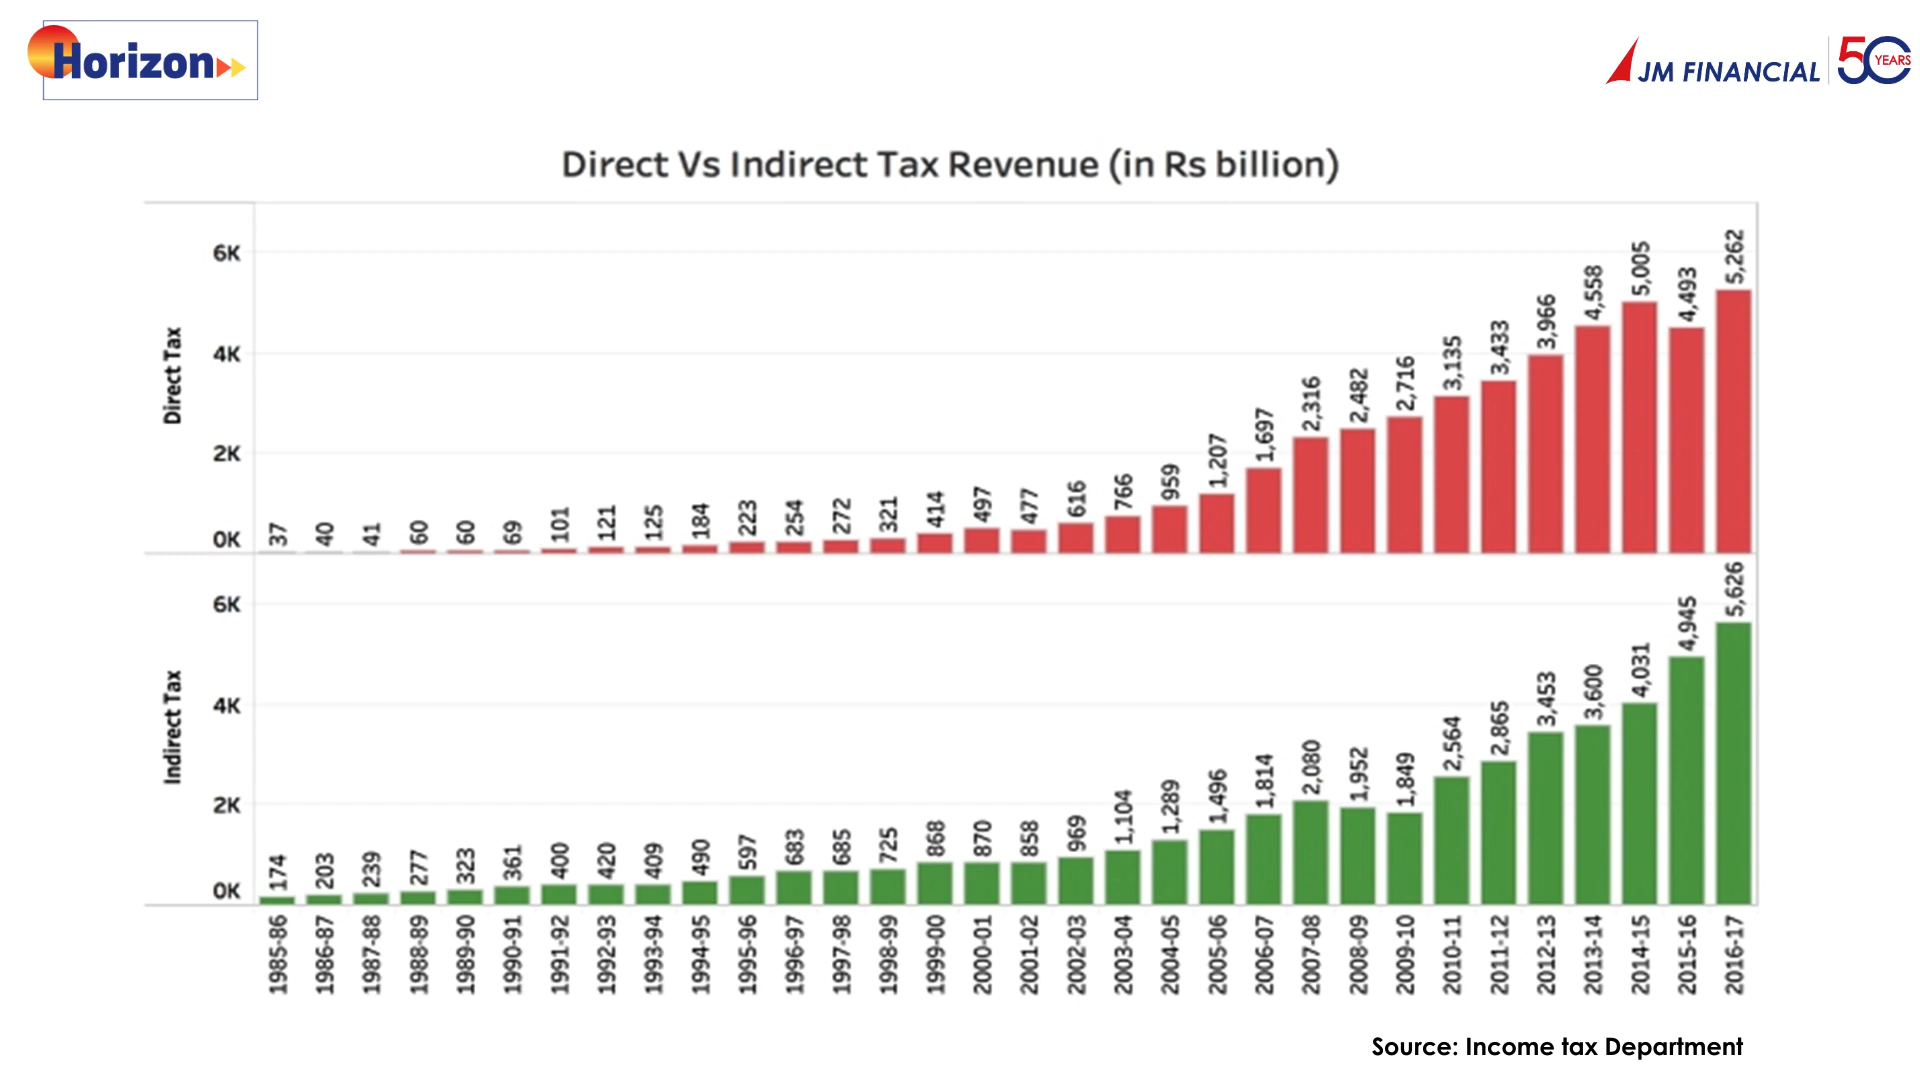 Horizon
JM FINANCIAL
50 YEARS
Direct Vs Indirect Tax Revenue (in Rs billion)
Direct Tax
6K
4K
2K
0K
37 40 41 60 60 69 101 121 125 184 223 254 272 321 414 497 477 616 766 959 1,207 1,697 2,316 2,482 2,716 3,135 3,433 3,966 4,558 5,005 4,493 5,262
Indirect Tax
6K
4K
2K
0K
174 203 239 277 323 361 400 420 409 490 597 683 685 725 868 870 858 969 1,104 1,289 1,496 1,814 2,080 1,952 1,849 2,564 2,865 3,453 3,600 4,031 4,945 5,626
1985-86 1986-87 1987-88 1988-89 1989-90 1990-91 1991-92 1992-93 1993-94 1994-95 1995-96 1996-97 1997-98 1998-99 1999-00 2000-01 2001-02 2002-03 2003-04 2004-05 2005-06 2006-07 2007-08 2008-09 2009-10 2010-11 2011-12 2012-13 2013-14 2014-15 2015-16 2016-17
Source: Income tax Department